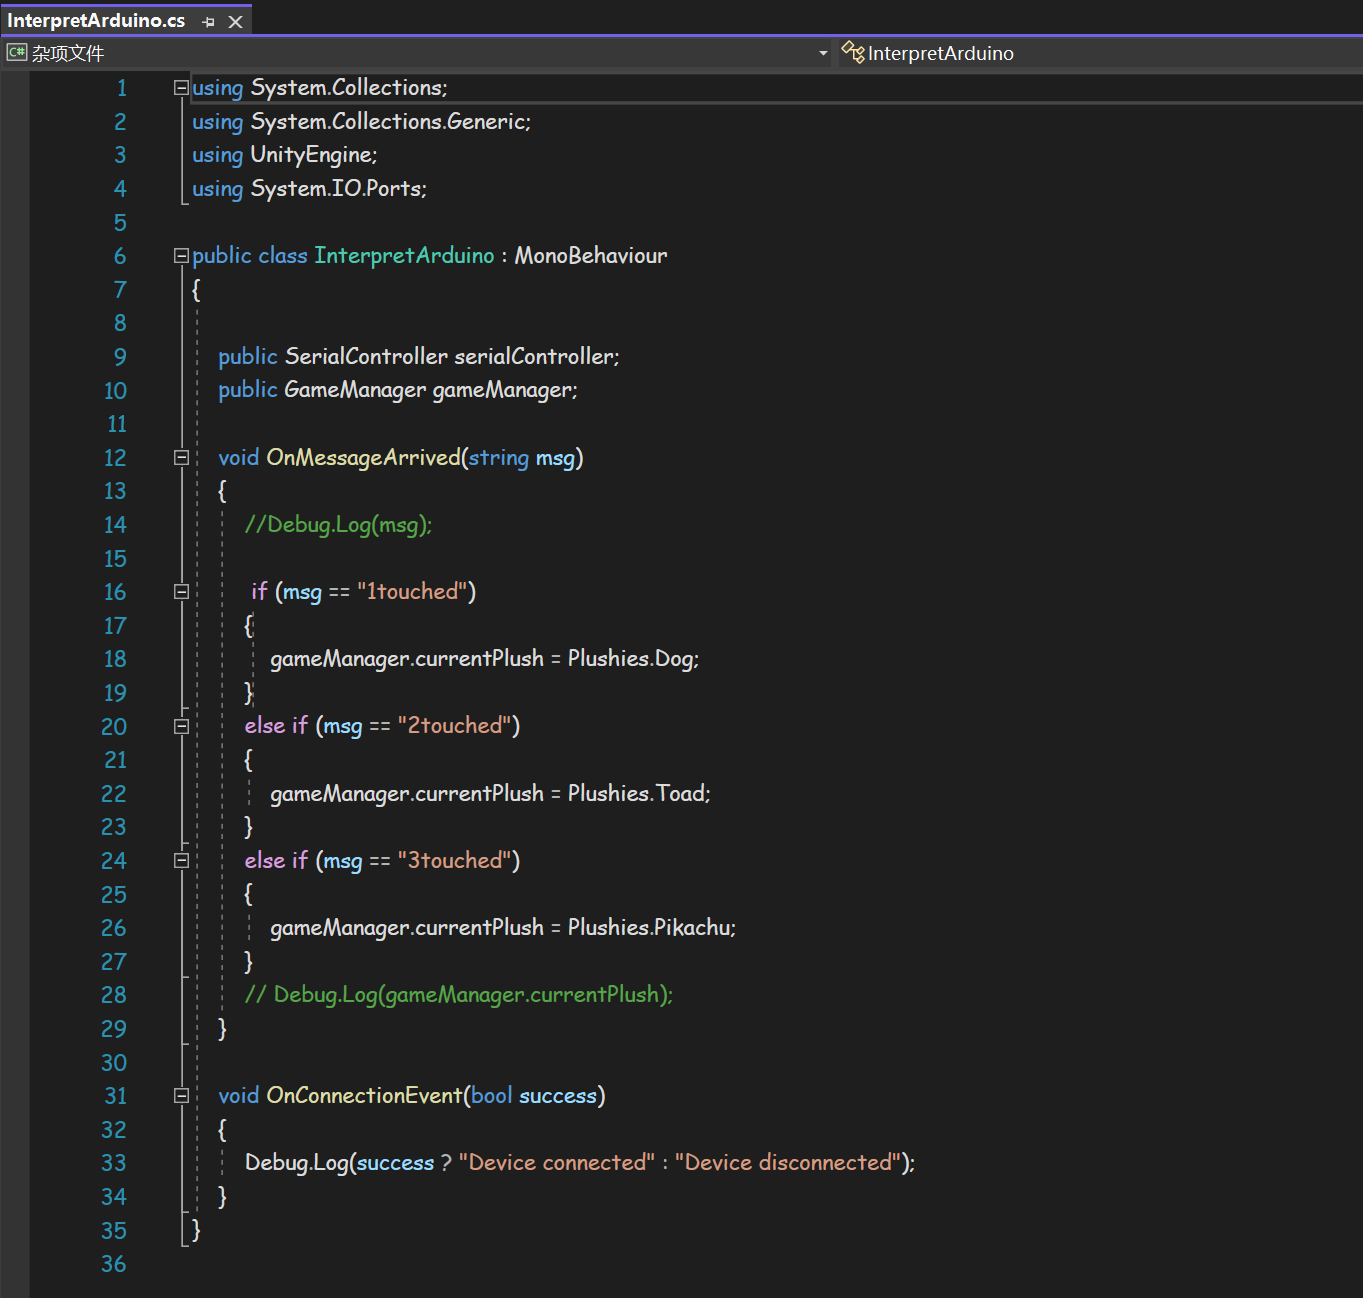 InterpretArduino.cs
C# 杂项文件
InterpretArduino
1 using System.Collections;
2 using System.Collections.Generic;
3 using UnityEngine;
4 using System.IO.Ports;
5
6 public class InterpretArduino : MonoBehaviour
7 {
8
9     public SerialController serialController;
10     public GameManager gameManager;
11
12     void OnMessageArrived(string msg)
13     {
14         //Debug.Log(msg);
15
16          if (msg == "1touched")
17         {
18             gameManager.currentPlush = Plushies.Dog;
19         }
20         else if (msg == "2touched")
21         {
22             gameManager.currentPlush = Plushies.Toad;
23         }
24         else if (msg == "3touched")
25         {
26             gameManager.currentPlush = Plushies.Pikachu;
27         }
28         // Debug.Log(gameManager.currentPlush);
29     }
30
31     void OnConnectionEvent(bool success)
32     {
33         Debug.Log(success ? "Device connected" : "Device disconnected");
34     }
35 }
36